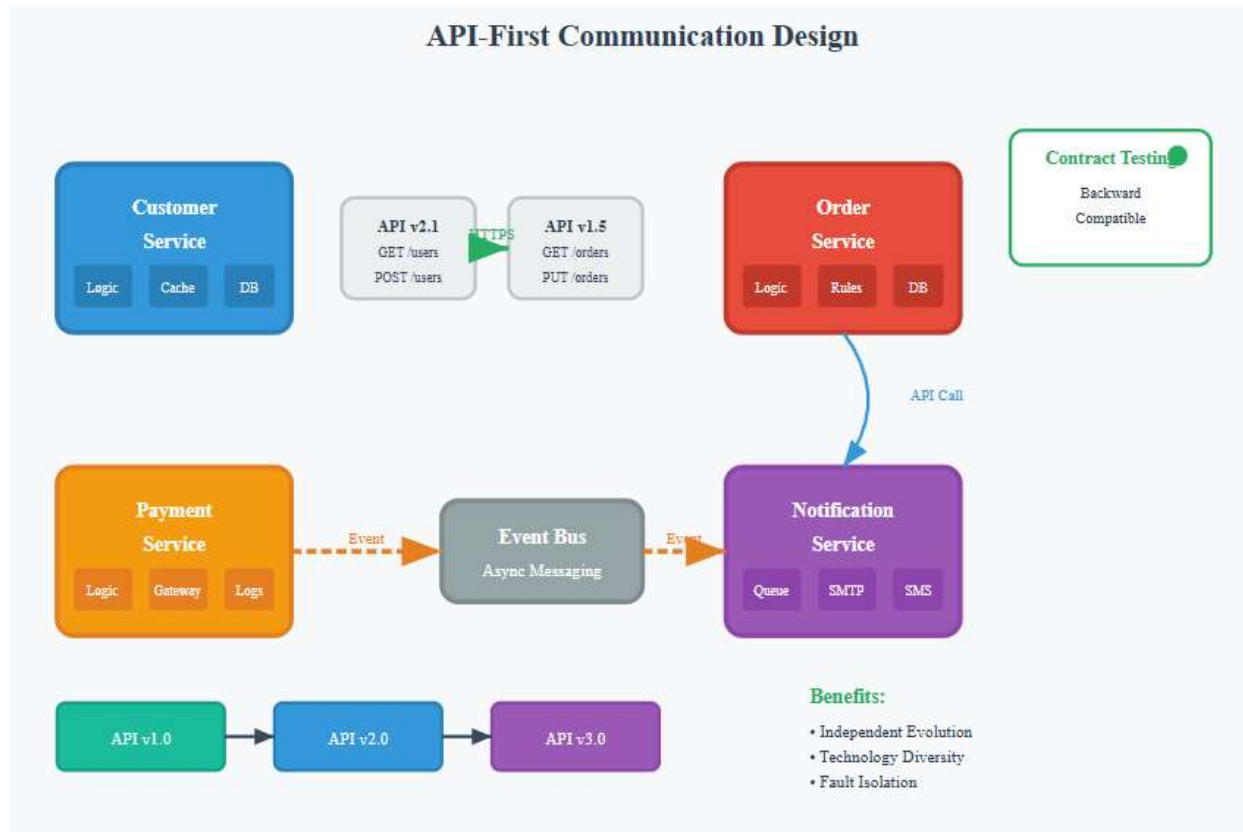 API-First Communication Design
Contract Testing
Backward
Compatible
Customer
Service
Logic Cache DB
API v2.1
GET /users
POST /users
HTTPS
API v1.5
GET /orders
PUT /orders
Order
Service
Logic Rules DB
API Call
Payment
Service
Logic Gateway Logs
Event
Event Bus
Async Messaging
Event
Notification
Service
Queue SMTP SMS
API v1.0
API v2.0
API v3.0
Benefits:
• Independent Evolution
• Technology Diversity
• Fault Isolation